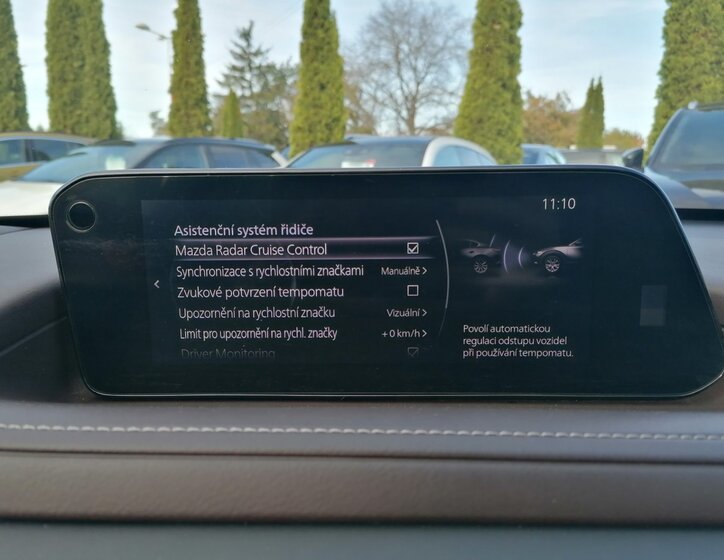 11:10
Asistenční systém řidiče
Mazda Radar Cruise Control
Synchronizace s rychlostními značkami Manuálně
Zvukové potvrzení tempomatu
Upozornění na rychlostní značku Vizuální
Limit pro upozornění na rychl. značky +0 km/h
Driver Monitoring
Povolí automatickou
regulaci odstupu vozidel
při používání tempomatu.